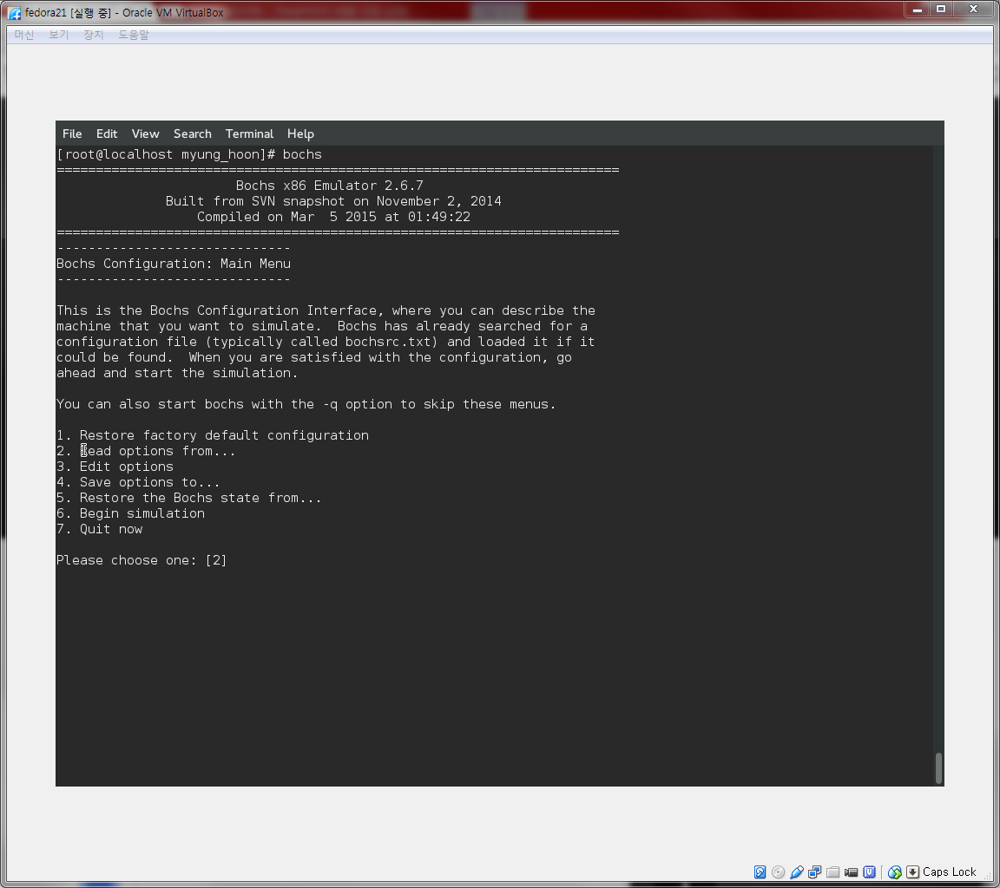 fedora21 [실행 중] - Oracle VM VirtualBox
머신 보기 장치 도움말
File Edit View Search Terminal Help
[root@localhost myung_hoon]# bochs
========================================================================
Bochs x86 Emulator 2.6.7
Built from SVN snapshot on November 2, 2014
Compiled on Mar  5 2015 at 01:49:22
========================================================================
------------------------------
Bochs Configuration: Main Menu
------------------------------
This is the Bochs Configuration Interface, where you can describe the
machine that you want to simulate.  Bochs has already searched for a
configuration file (typically called bochsrc.txt) and loaded it if it
could be found.  When you are satisfied with the configuration, go
ahead and start the simulation.
You can also start bochs with the -q option to skip these menus.
1. Restore factory default configuration
2. Read options from...
3. Edit options
4. Save options to...
5. Restore the Bochs state from...
6. Begin simulation
7. Quit now
Please choose one: [2]
Caps Lock